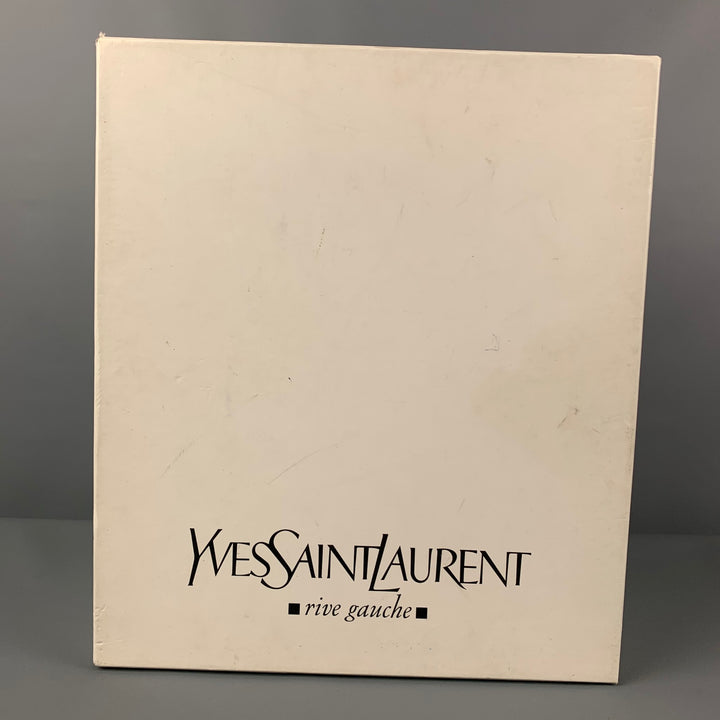 YVESSAINTLAURENT
▪ rive gauche ▪